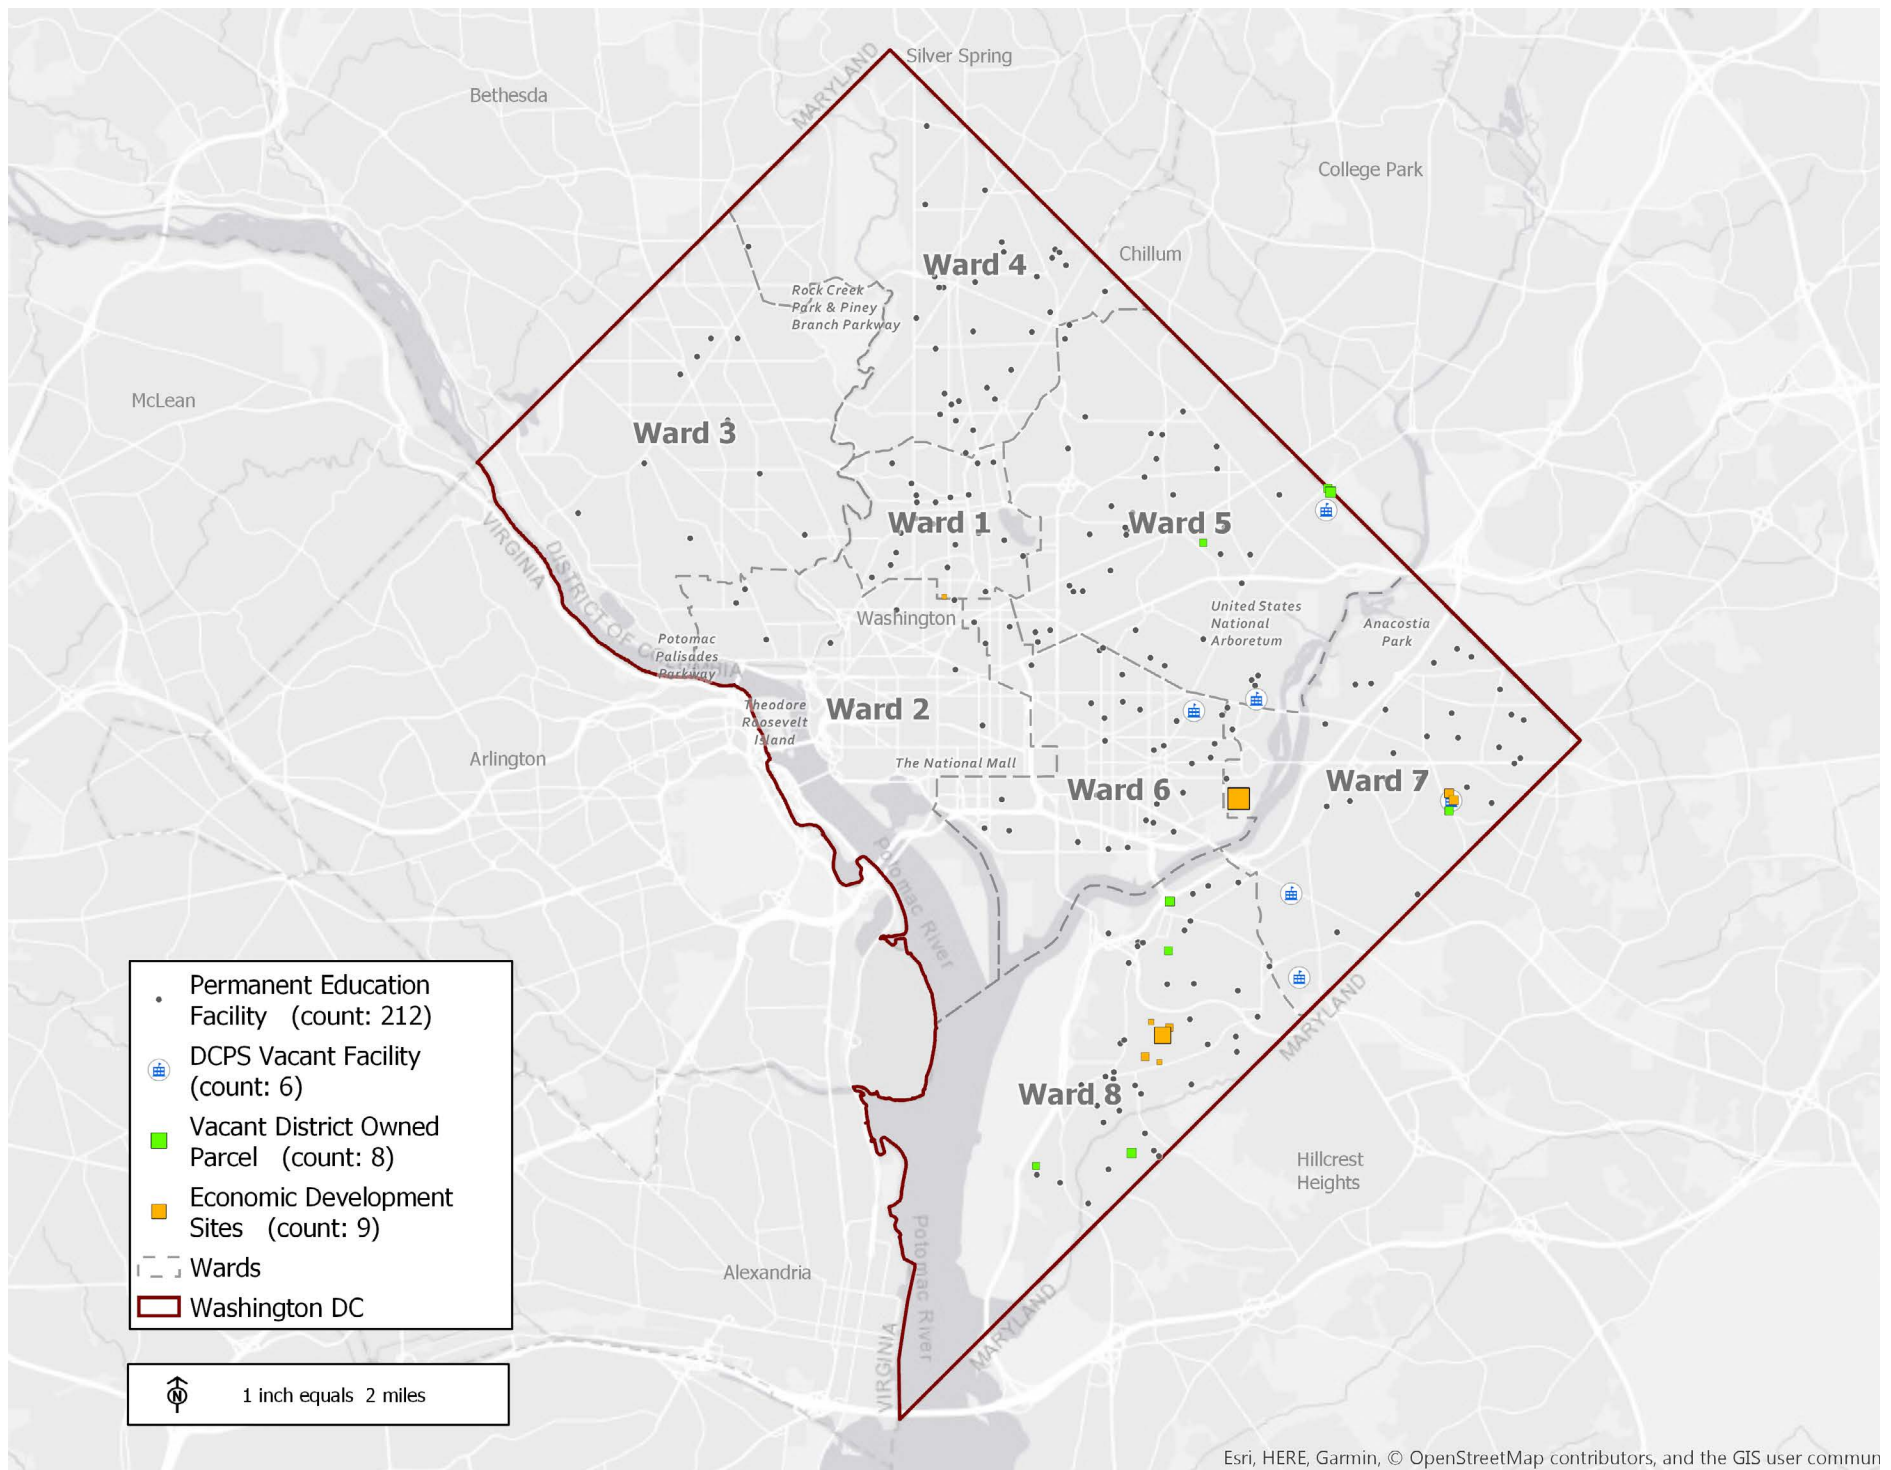 Silver Spring
MARYLAND
Bethesda
College Park
Chillum
Ward 4
Rock Creek
Park & Piney
Branch Parkway
McLean
Ward 3
Ward 1
Ward 5
VIRGINIA
DISTRICT OF COLUMBIA
Washington
United States
National
Arboretum
Anacostia
Park
Potomac
Palisades
Parkway
Theodore
Roosevelt
Island
Ward 2
Arlington
The National Mall
Ward 6
Ward 7
Potomac River
MARYLAND
Ward 8
Hillcrest
Heights
Alexandria
Potomac River
VIRGINIA
MARYLAND
Permanent Education
Facility (count: 212)
DCPS Vacant Facility
(count: 6)
Vacant District Owned
Parcel (count: 8)
Economic Development
Sites (count: 9)
Wards
Washington DC
N
1 inch equals 2 miles
Esri, HERE, Garmin, © OpenStreetMap contributors, and the GIS user commun